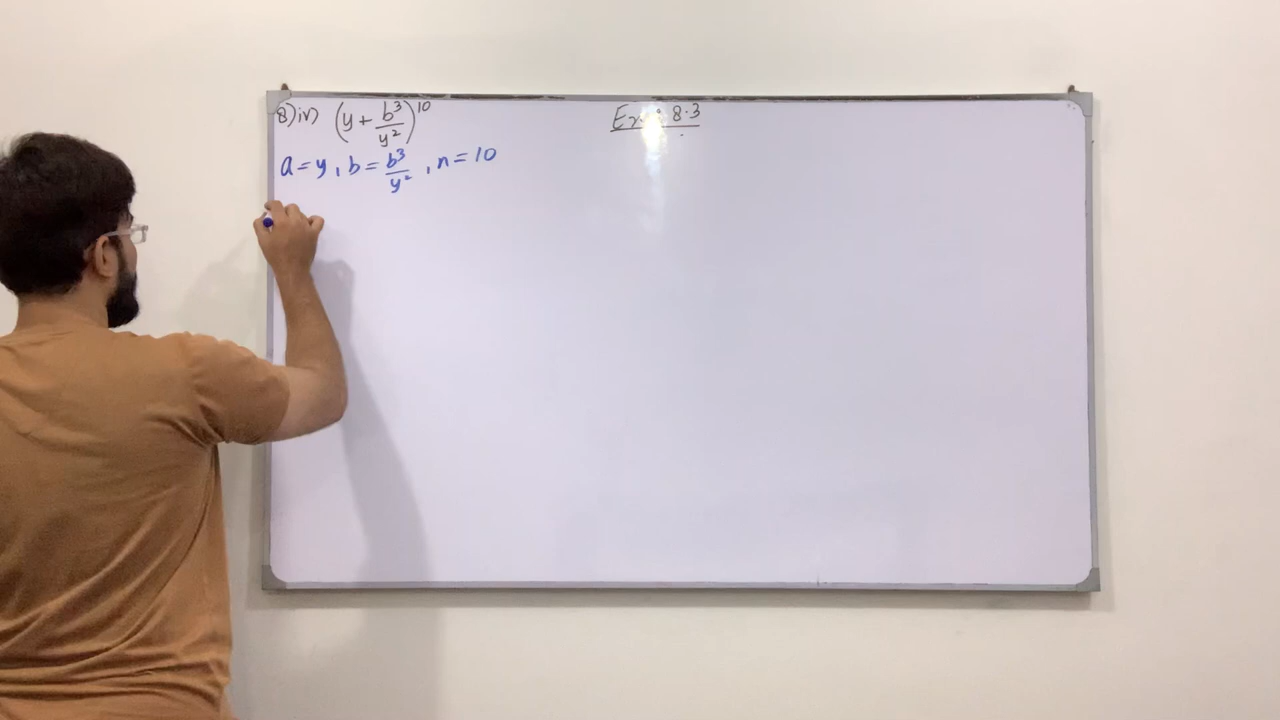 8)iv) (y + b³/y²)¹⁰
Ex: 8.3
a = y, b = b³/y², n = 10